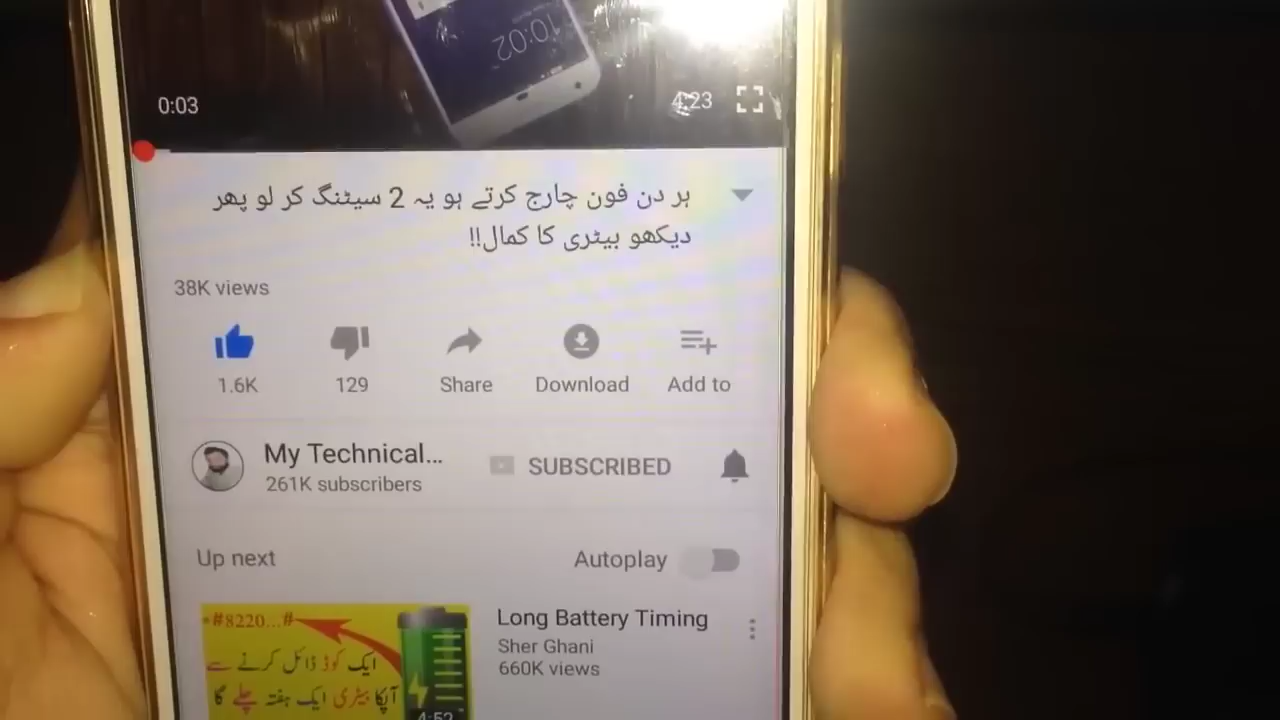 10:02
0:03
4:23
ہر دن فون چارج کرتے ہو یہ 2 سیٹنگ کر لو پھر
دیکھو بیٹری کا کمال!!
38K views
1.6K
129
Share
Download
Add to
My Technical...
261K subscribers
SUBSCRIBED
Up next
Autoplay
*#8220...#
ایک کوڈ ڈائل کرنے سے
آپکا بیٹری ایک ہفتہ چلے گا
4:52
Long Battery Timing
Sher Ghani
660K views